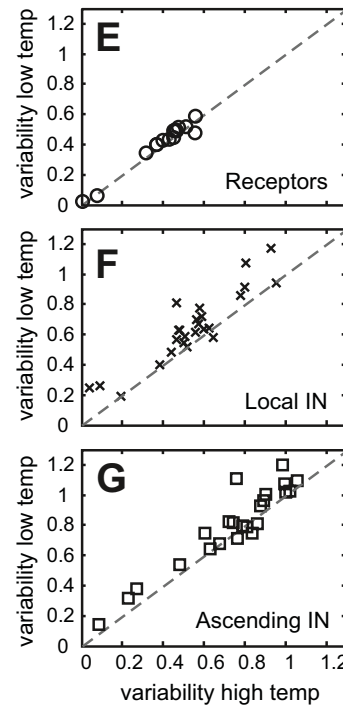 E
variability low temp
1.2
1
0.8
0.6
0.4
0.2
0
Receptors
F
variability low temp
1.2
1
0.8
0.6
0.4
0.2
0
Local IN
G
variability low temp
1.2
1
0.8
0.6
0.4
0.2
0
Ascending IN
0 0.2 0.4 0.6 0.8 1 1.2
variability high temp